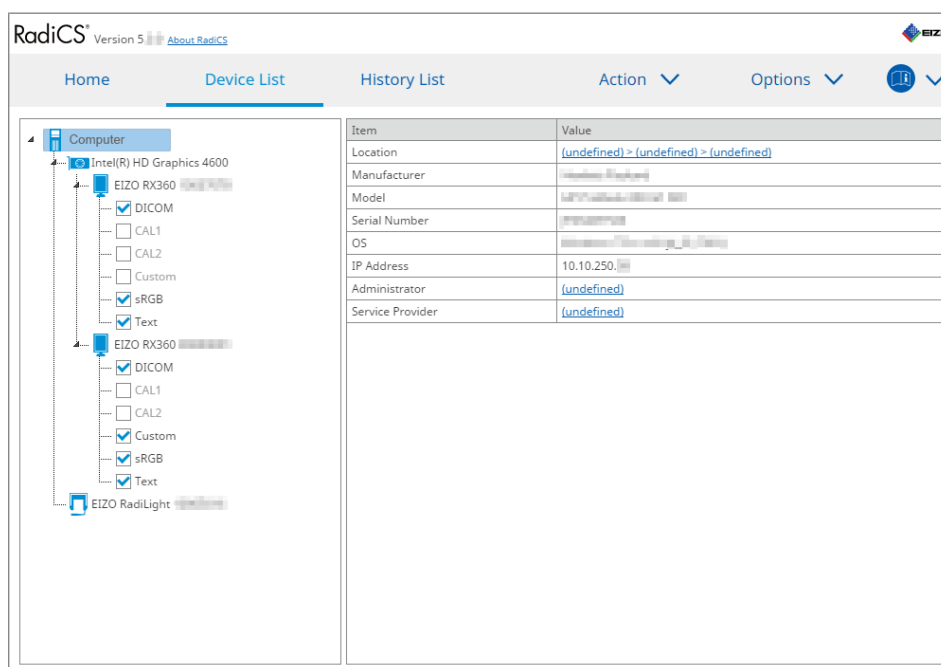 RadiCS® Version 5. About RadiCS
EIZ
Home Device List History List Action Options
Computer
Intel(R) HD Graphics 4600
EIZO RX360
DICOM
CAL1
CAL2
Custom
sRGB
Text
EIZO RX360
DICOM
CAL1
CAL2
Custom
sRGB
Text
EIZO RadiLight
Item Value
Location (undefined) > (undefined) > (undefined)
Manufacturer
Model
Serial Number
OS
IP Address 10.10.250.
Administrator (undefined)
Service Provider (undefined)